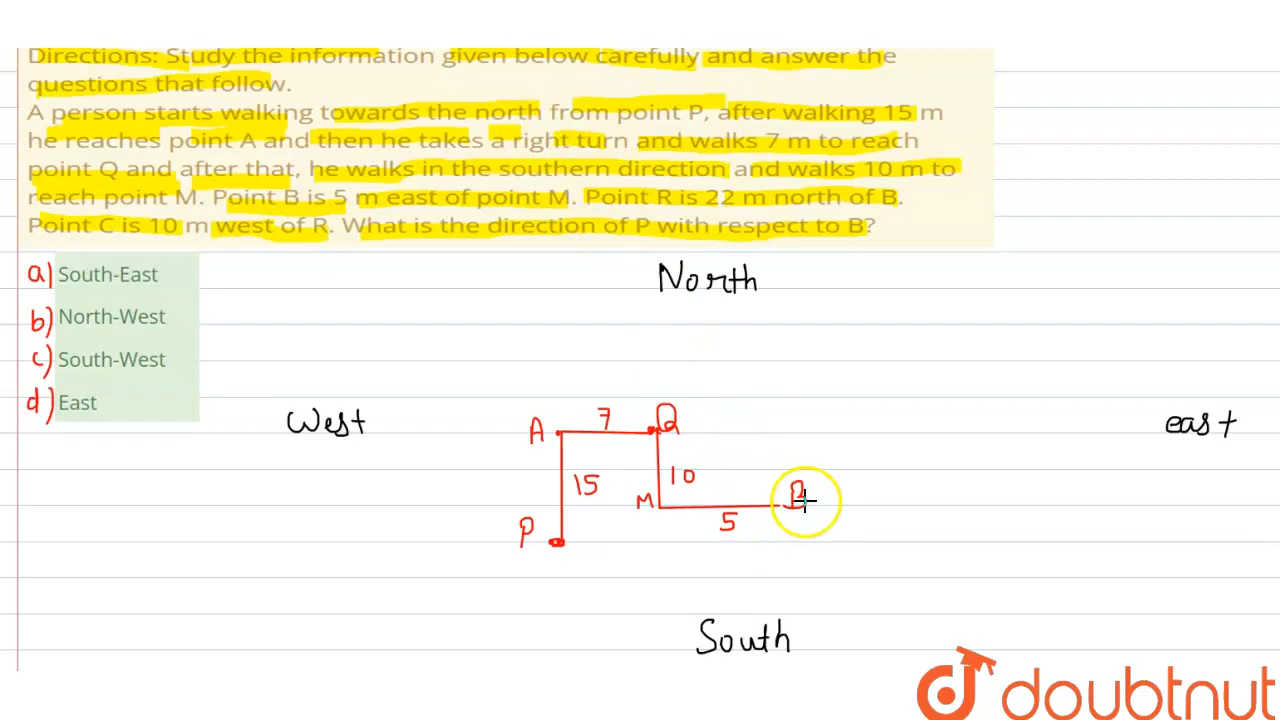 Directions: Study the information given below carefully and answer the
questions that follow.
A person starts walking towards the north from point P, after walking 15 m
he reaches point A and then he takes a right turn and walks 7 m to reach
point Q and after that, he walks in the southern direction and walks 10 m to
reach point M. Point B is 5 m east of point M. Point R is 22 m north of B.
Point C is 10 m west of R. What is the direction of P with respect to B?
a) South-East
b) North-West
c) South-West
d) East
North
West
east
A 7 Q
15 10
M B
P 5
South
doubtnut